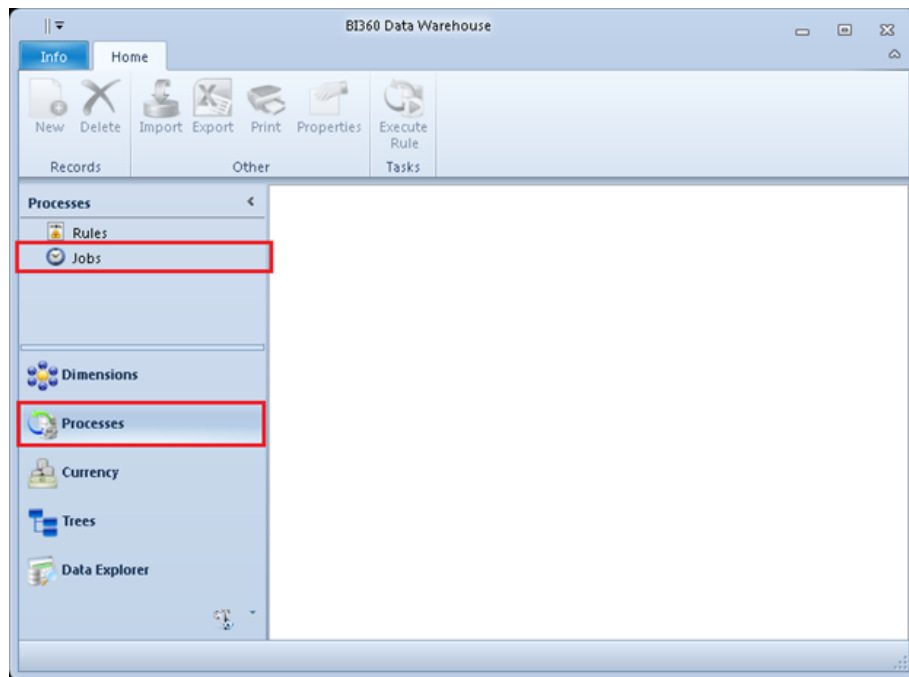 BI360 Data Warehouse
Info Home
New Delete Import Export Print Properties Execute Rule
Records Other Tasks
Processes
Rules
Jobs
Dimensions
Processes
Currency
Trees
Data Explorer